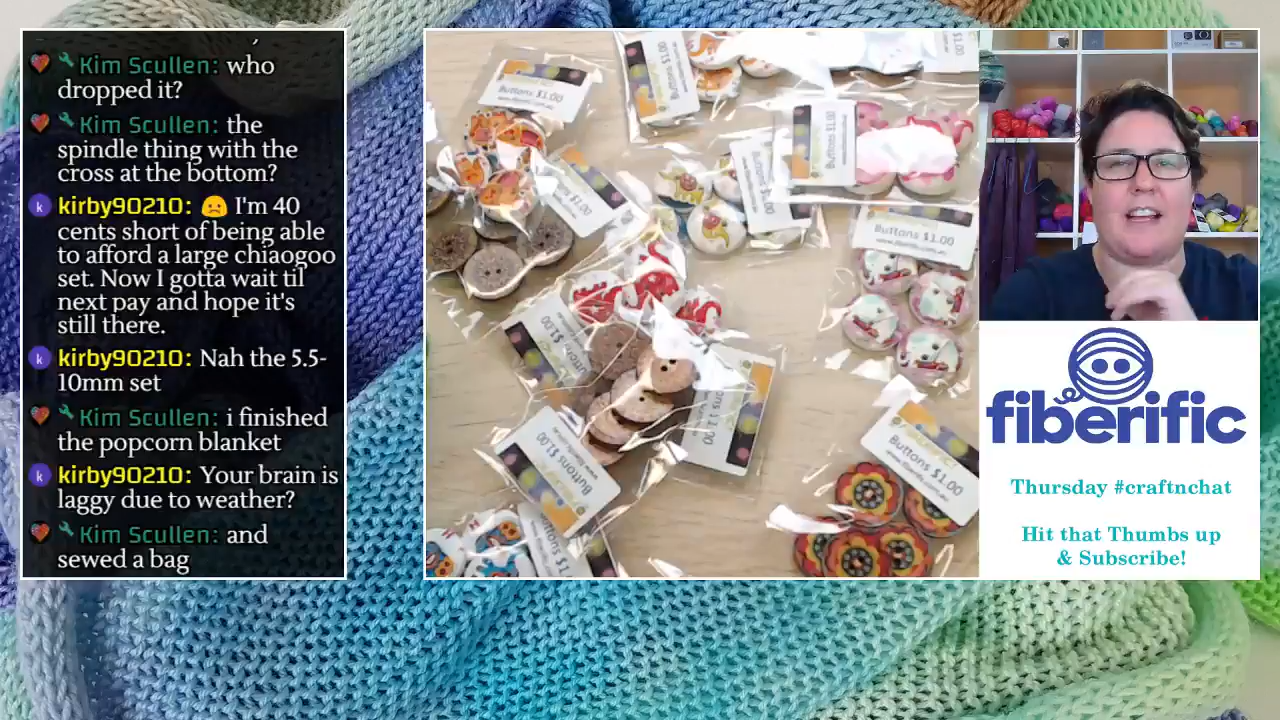 Kim Scullen: who
dropped it?
Kim Scullen: the
spindle thing with the
cross at the bottom?
k kirby90210: I'm 40
cents short of being able
to afford a large chiaogoo
set. Now I gotta wait til
next pay and hope it's
still there.
k kirby90210: Nah the 5.5-
10mm set
Kim Scullen: i finished
the popcorn blanket
k kirby90210: Your brain is
laggy due to weather?
Kim Scullen: and
sewed a bag
Buttons $1.00
Buttons $1.00
$1.00
Buttons $1.00
Buttons $1.00
$1.00
Buttons $1.00
Buttons $1.00
fiberific
Thursday #craftnchat
Hit that Thumbs up
& Subscribe!